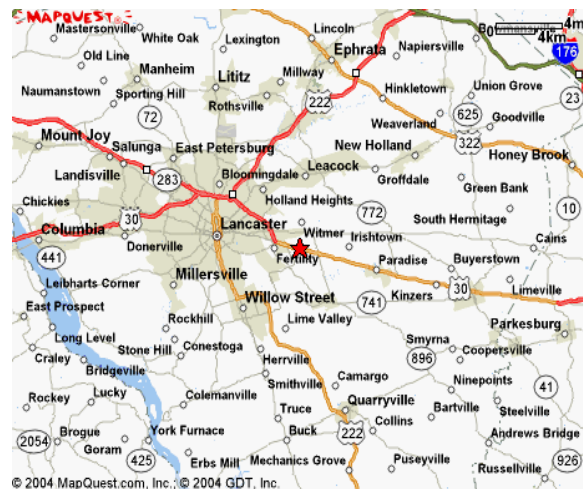 MAPQUEST
Mastersonville
White Oak
Lexington
Lincoln
Napiersville
4m
4km
176
Old Line
Ephrata
Manheim
Lititz
Millway
Hinkletown
Union Grove
Naumanstown
Sporting Hill
Rothsville
222
23
72
Weaverland
625
Goodville
Mount Joy
East Petersburg
New Holland
322
Salunga
Leacock
Honey Brook
Landisville
283
Bloomingdale
Groffdale
Green Bank
Holland Heights
10
Chickies
30
772
South Hermitage
Columbia
Lancaster
Witmer
Irishtown
Cains
441
Donerville
Fertility
Buyerstown
Paradise
Millersville
Leibharts Corner
Kinzers
30
Limeville
East Prospect
Willow Street
741
Rockhill
Lime Valley
Parkesburg
Long Level
Stone Hill
Conestoga
Smyrna
Craley
Herrville
896
Coopersville
Bridgeville
Smithville
Camargo
Ninepoints
41
Rockey
Lucky
Colemanville
Quarryville
Bartville
Steelville
Truce
Collins
2054
Brogue
York Furnace
Buck
222
Andrews Bridge
Goram
425
Erbs Mill
Mechanics Grove
Puseyville
926
Russellville
© 2004 MapQuest.com, Inc.; © 2004 GDT, Inc.